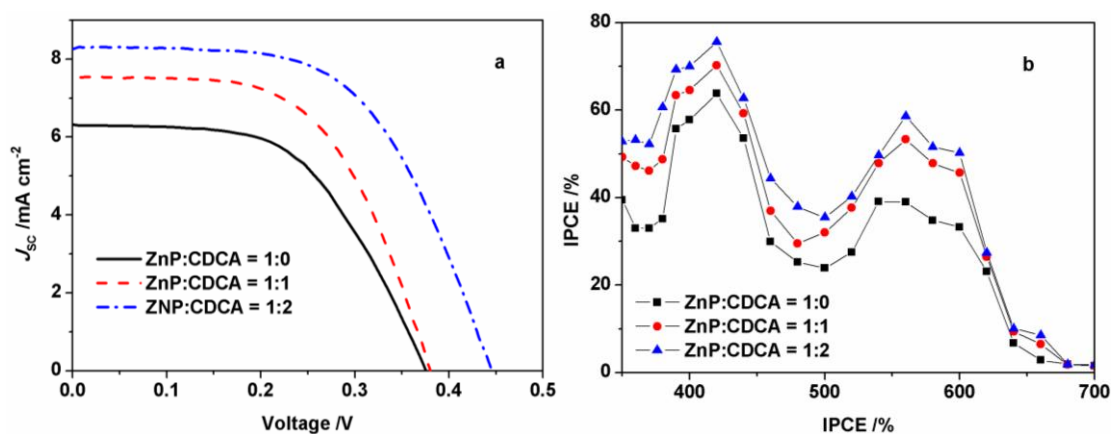 a
J_sc /mA cm⁻²
8
6
4
2
0
ZnP:CDCA = 1:0
ZnP:CDCA = 1:1
ZNP:CDCA = 1:2
0.0 0.1 0.2 0.3 0.4 0.5
Voltage /V
b
IPCE /%
80
60
40
20
0
ZnP:CDCA = 1:0
ZnP:CDCA = 1:1
ZnP:CDCA = 1:2
400 500 600 700
IPCE /%